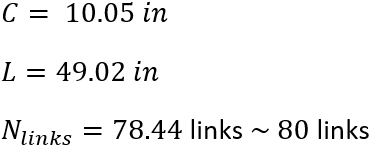 C = 10.05 in
L = 49.02 in
N_links = 78.44 links ~ 80 links